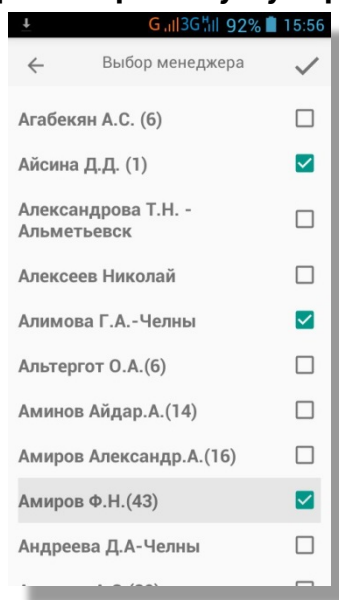 G 3G H 92% 15:56
Выбор менеджера
Агабекян А.С. (6)
Айсина Д.Д. (1)
Александрова Т.Н. -
Альметьевск
Алексеев Николай
Алимова Г.А.-Челны
Альтергот О.А.(6)
Аминов Айдар.А.(14)
Амиров Александр.А.(16)
Амиров Ф.Н.(43)
Андреева Д.А-Челны